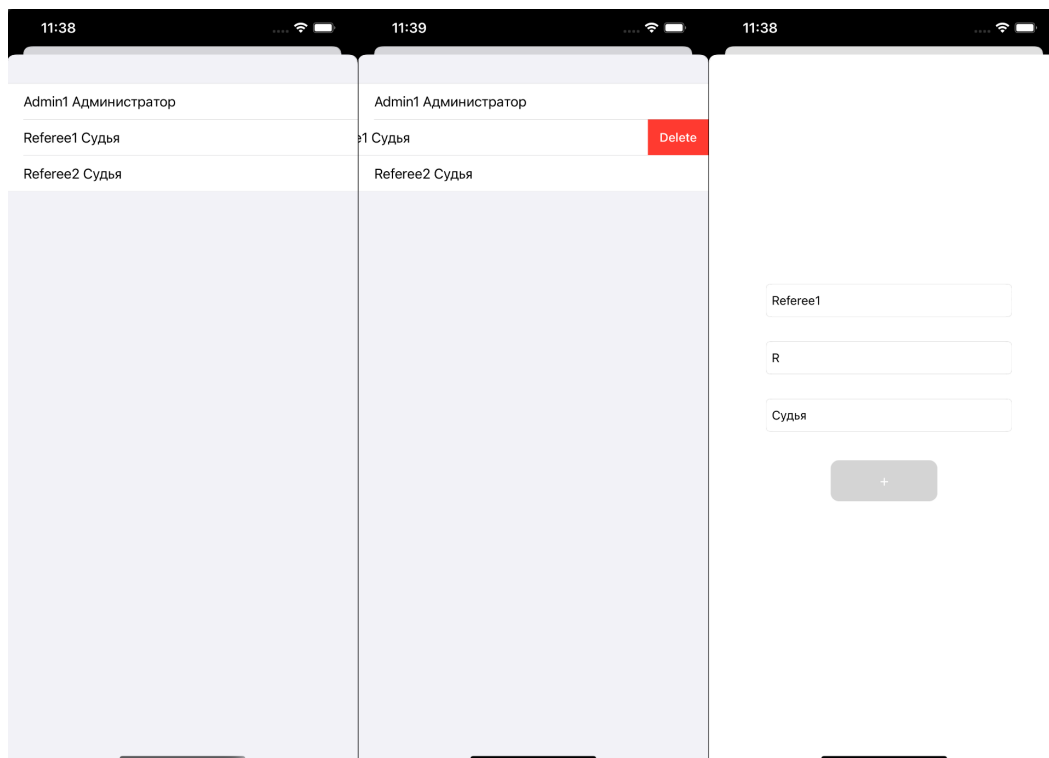 11:38
Admin1 Администратор
Referee1 Судья
Referee2 Судья
11:39
Admin1 Администратор
e1 Судья
Delete
Referee2 Судья
11:38
Referee1
R
Судья
+